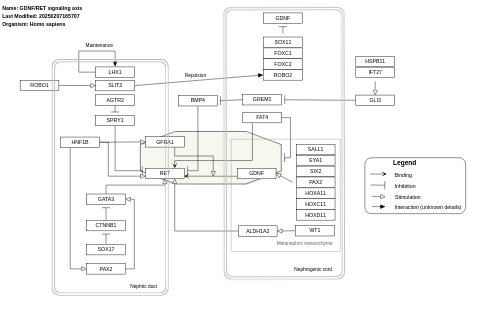 Name: GDNF/RET signaling axis
Last Modified: 20250207165707
Organism: Homo sapiens
GDNF
SOX11
FOXC1
FOXC2
ROBO2
Maintenance
LHX1
SLIT2
ROBO1
Repulsion
AGTR2
SPRY1
BMP4
GREM1
FAT4
HSPB11
IFT27
GLI3
HNF1B
GFRA1
RET
GDNF
SALL1
EYA1
SIX2
PAX2
HOXA11
HOXC11
HOXD11
WT1
ALDH1A2
Metanephric mesenchyme
Nephrogenic cord
GATA3
CTNNB1
SOX17
PAX2
Nephric duct
Legend
Binding
Inhibition
Stimulation
Interaction (unknown details)